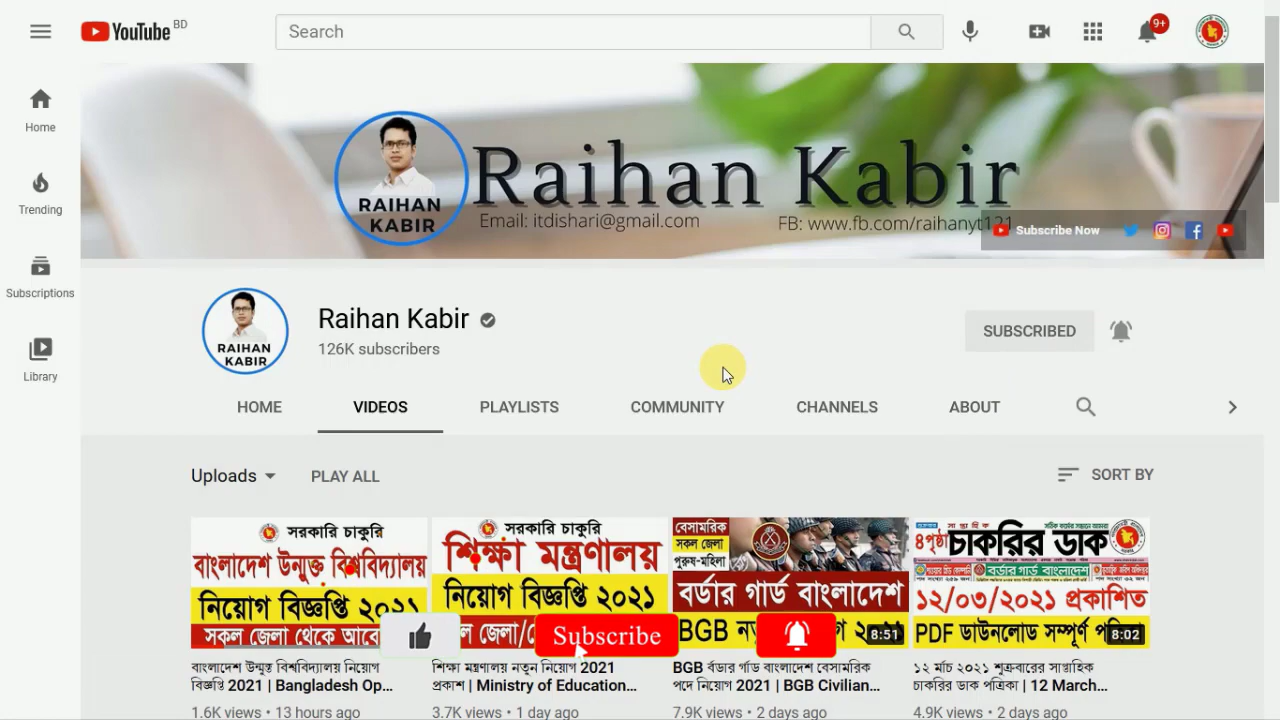 YouTube BD
Search
9+
Home
Trending
Subscriptions
Library
RAIHAN
KABIR
Raihan Kabir
Email: itdishari@gmail.com
FB: www.fb.com/raihanyt121
Subscribe Now
RAIHAN
KABIR
Raihan Kabir
126K subscribers
SUBSCRIBED
HOME
VIDEOS
PLAYLISTS
COMMUNITY
CHANNELS
ABOUT
Uploads
PLAY ALL
SORT BY
সরকারি চাকুরি
বাংলাদেশ উন্মুক্ত বিশ্ববিদ্যালয়
নিয়োগ বিজ্ঞপ্তি ২০২১
সকল জেলা থেকে আবে
বাংলাদেশ উন্মুক্ত বিশ্ববিদ্যালয় নিয়োগ
বিজ্ঞপ্তি 2021 | Bangladesh Op...
1.6K views • 13 hours ago
সরকারি চাকুরি
শিক্ষা মন্ত্রণালয়
নিয়োগ বিজ্ঞপ্তি ২০২১
জেলা/
শিক্ষা মন্ত্রণালয় নতুন নিয়োগ 2021
প্রকাশ | Ministry of Education...
3.7K views • 1 day ago
বেসামরিক
সকল জেলা
পুরুষ-মহিলা
বর্ডার গার্ড বাংলাদেশ
BGB
8:51
BGB বর্ডার গার্ড বাংলাদেশ বেসামরিক
পদে নিয়োগ 2021 | BGB Civilian...
7.9K views • 2 days ago
সাপ্তাহিক
৪পৃষ্ঠা
চাকরির ডাক
বর্ডার গার্ড বাংলাদেশ
১২/০৩/২০২১ প্রকাশিত
PDF ডাউনলোড সম্পূর্ণ
8:02
১২ মার্চ ২০২১ শুক্রবারের সাপ্তাহিক
চাকরির ডাক পত্রিকা | 12 March...
4.9K views • 2 days ago
Subscribe